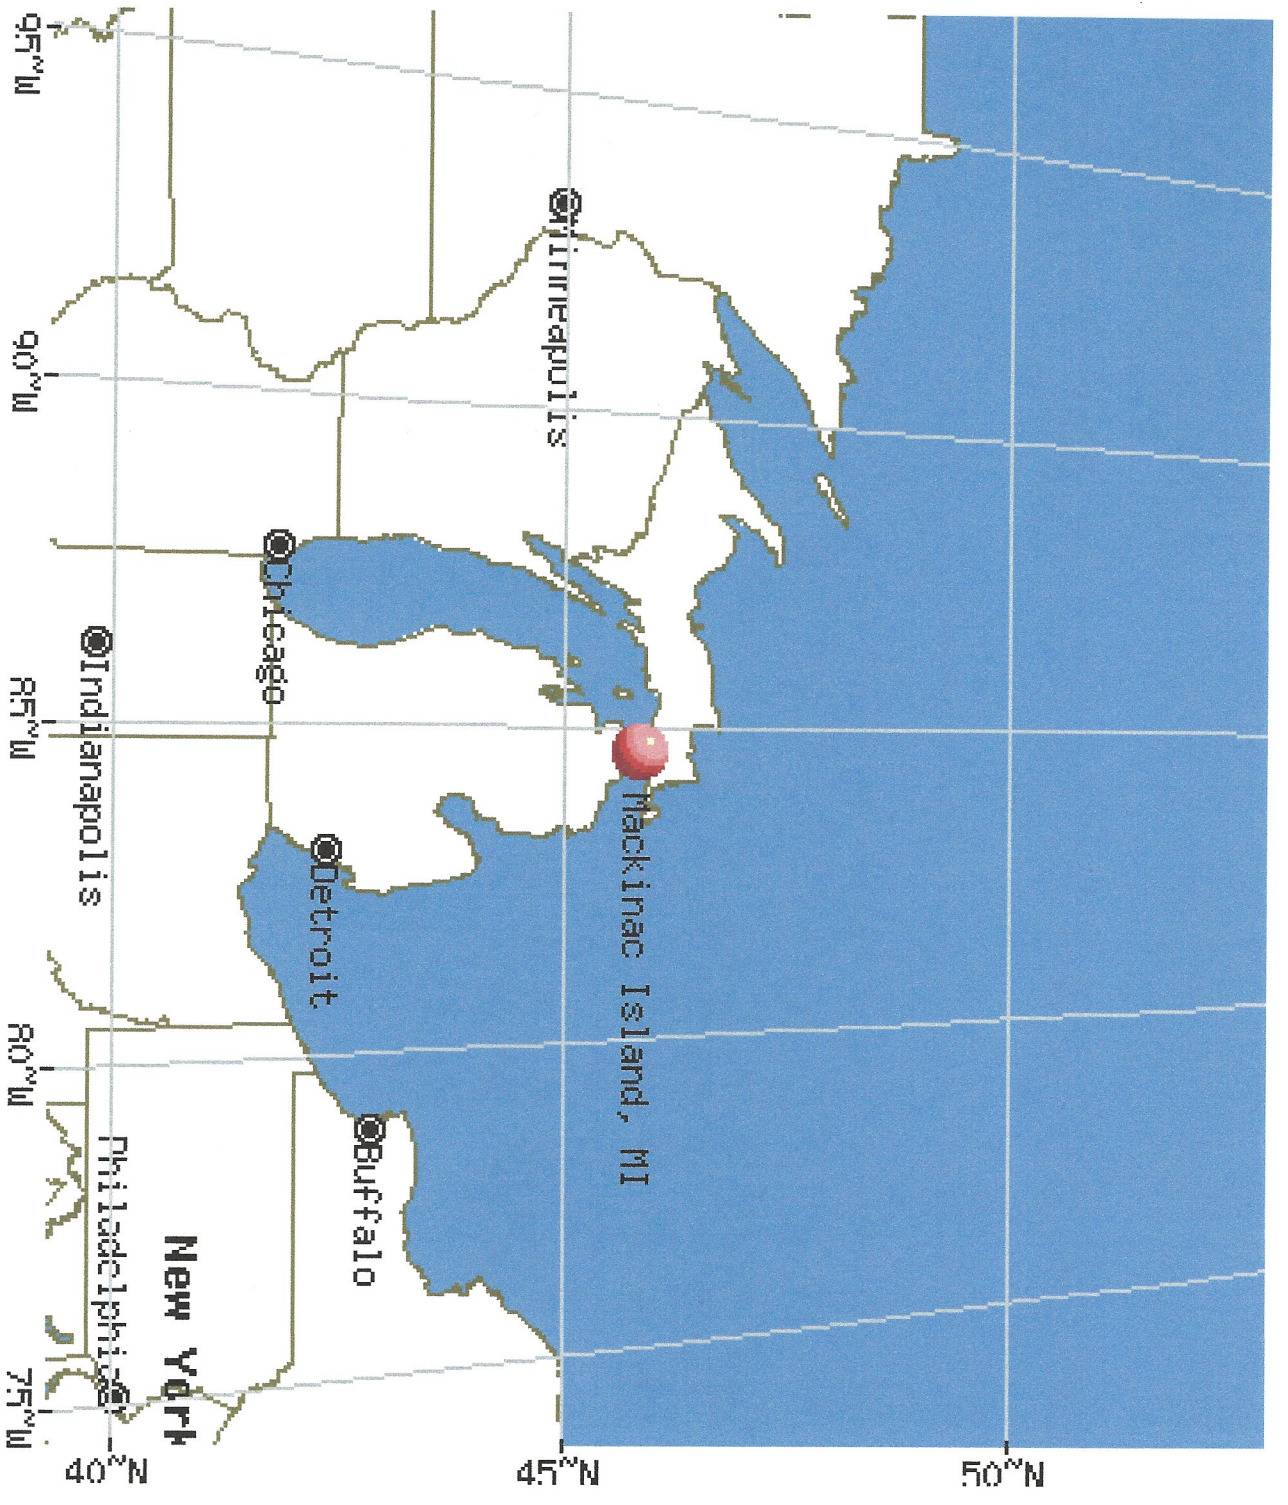 50~N
Mackinac Island, MI
Minneapolis
45~N
Buffalo
Detroit
Chicago
New York
Philadelphia
Indianapolis
40~N
95~W
90~W
85~W
80~W
75~W